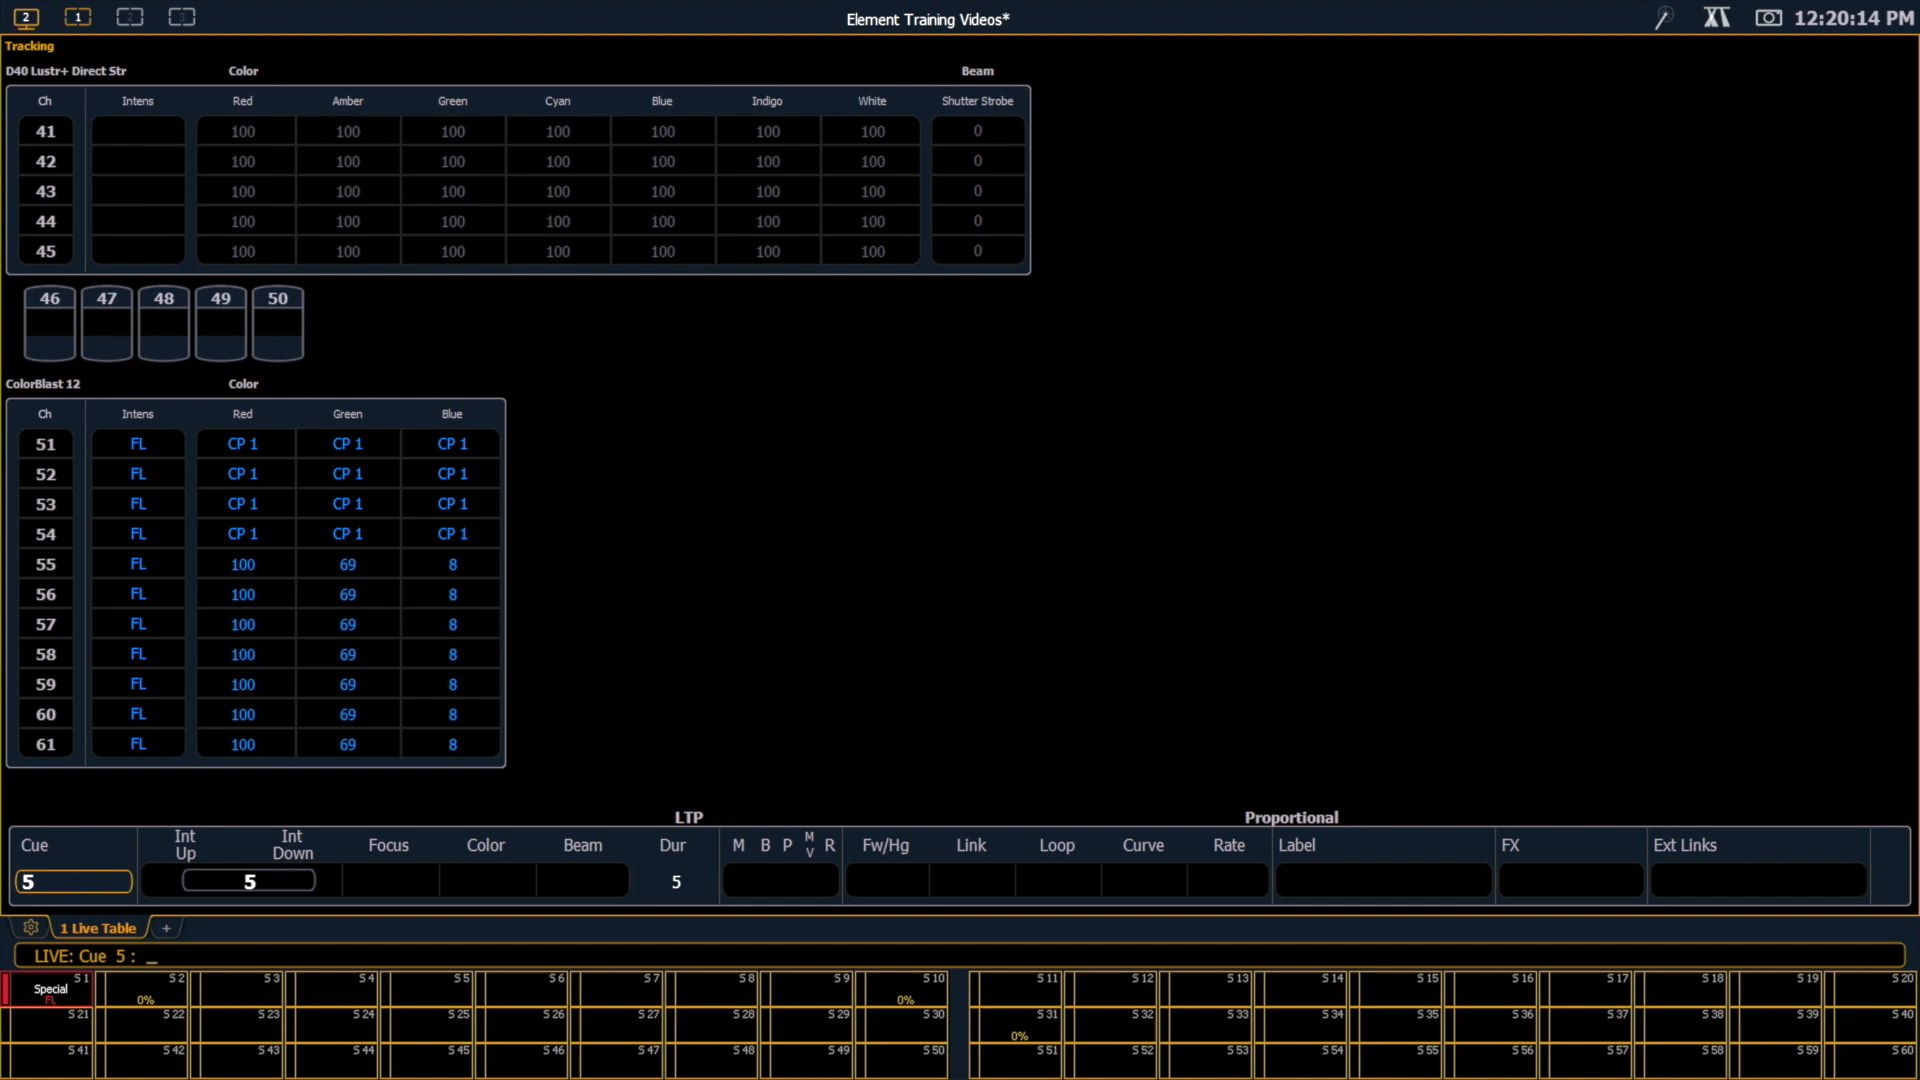 2 1 2 3 Element Training Videos* 12:20:14 PM
Tracking
D40 Lustr+ Direct Str Color Beam
Ch Intens Red Amber Green Cyan Blue Indigo White Shutter Strobe
41 100 100 100 100 100 100 100 0
42 100 100 100 100 100 100 100 0
43 100 100 100 100 100 100 100 0
44 100 100 100 100 100 100 100 0
45 100 100 100 100 100 100 100 0
46 47 48 49 50
ColorBlast 12 Color
Ch Intens Red Green Blue
51 FL CP 1 CP 1 CP 1
52 FL CP 1 CP 1 CP 1
53 FL CP 1 CP 1 CP 1
54 FL CP 1 CP 1 CP 1
55 FL 100 69 8
56 FL 100 69 8
57 FL 100 69 8
58 FL 100 69 8
59 FL 100 69 8
60 FL 100 69 8
61 FL 100 69 8
LTP Proportional
Cue Int Up Int Down Focus Color Beam Dur M B P MV R Fw/Hg Link Loop Curve Rate Label FX Ext Links
5 5 5
1 Live Table +
LIVE: Cue 5 : _
S 1 S 2 S 3 S 4 S 5 S 6 S 7 S 8 S 9 S 10 S 11 S 12 S 13 S 14 S 15 S 16 S 17 S 18 S 19 S 20
Special
FL 0% 0%
S 21 S 22 S 23 S 24 S 25 S 26 S 27 S 28 S 29 S 30 S 31 S 32 S 33 S 34 S 35 S 36 S 37 S 38 S 39 S 40
0%
S 41 S 42 S 43 S 44 S 45 S 46 S 47 S 48 S 49 S 50 S 51 S 52 S 53 S 54 S 55 S 56 S 57 S 58 S 59 S 60